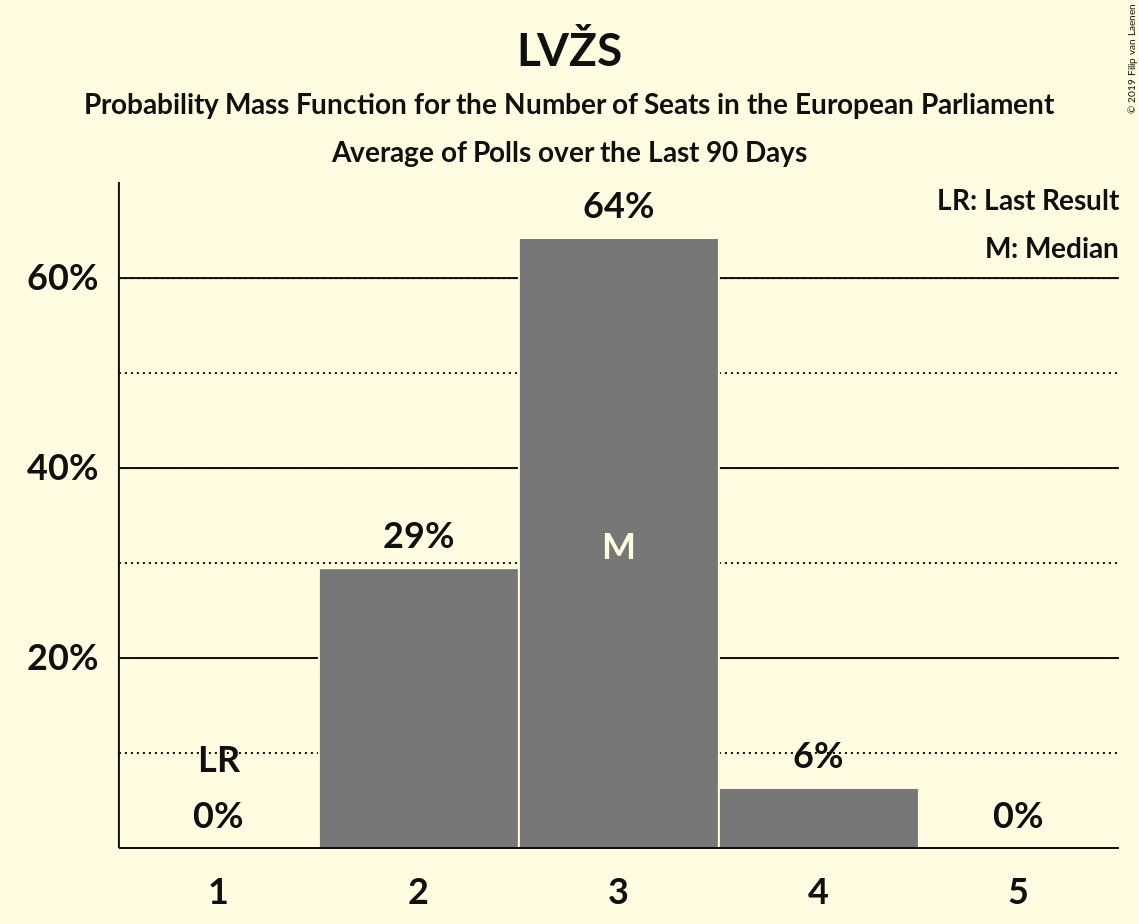 LVŽS
Probability Mass Function for the Number of Seats in the European Parliament
Average of Polls over the Last 90 Days
© 2019 Filip van Laenen
LR: Last Result
M: Median
64%
60%
40%
29%
M
20%
LR
6%
0%
0%
1 2 3 4 5